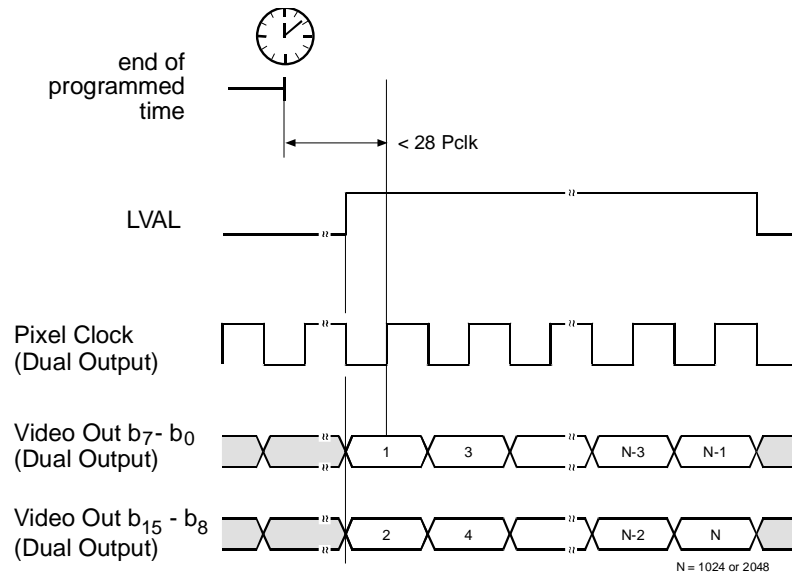 end of
programmed
time
< 28 Pclk
LVAL
Pixel Clock
(Dual Output)
Video Out b7- b0
(Dual Output)
1 3 N-3 N-1
Video Out b15 - b8
(Dual Output)
2 4 N-2 N
N = 1024 or 2048